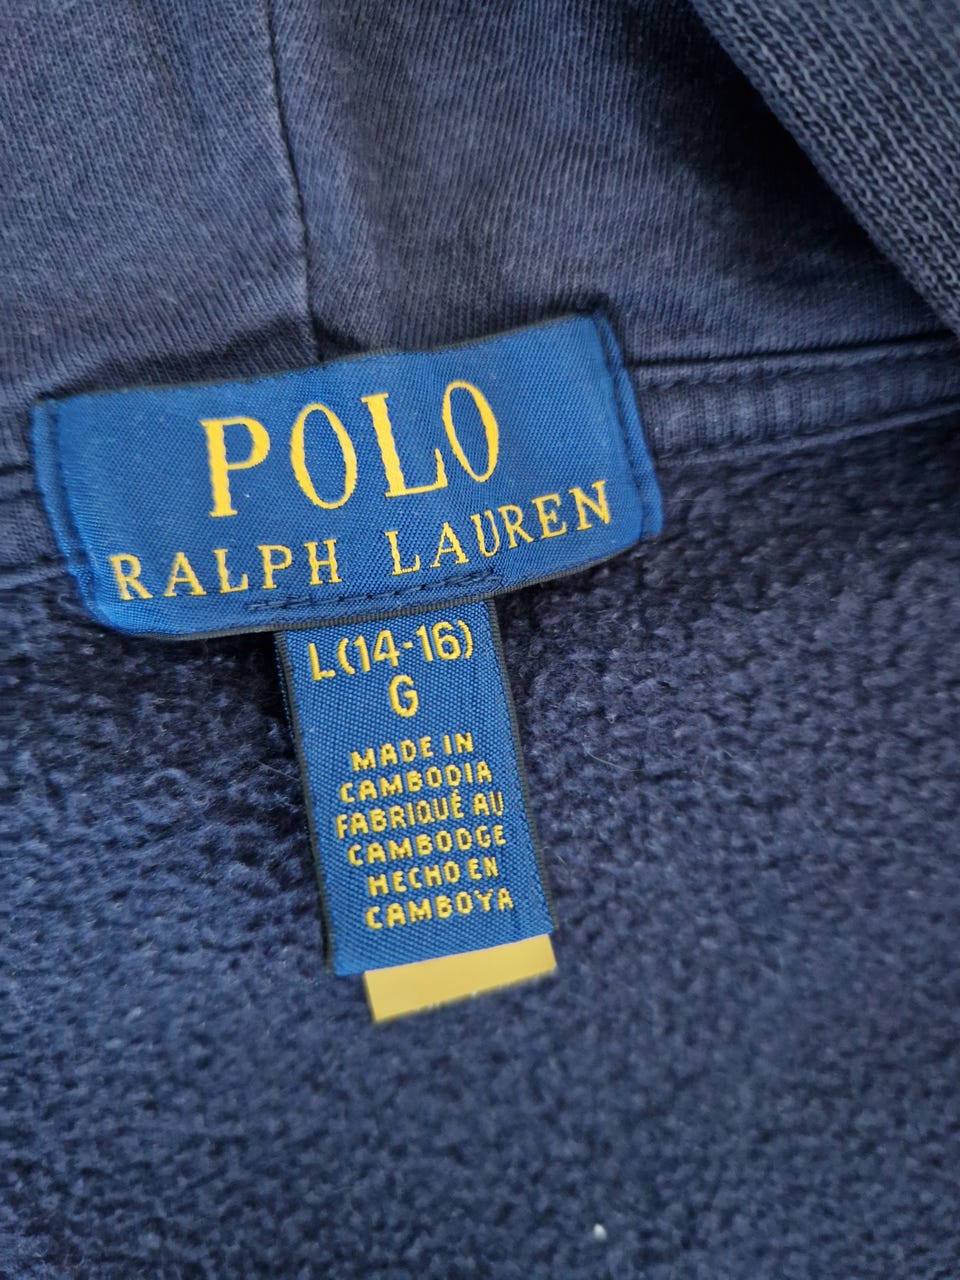 POLO
RALPH LAUREN
L(14-16)
G
MADE IN
CAMBODIA
FABRIQUÉ AU
CAMBODGE
HECHO EN
CAMBOYA